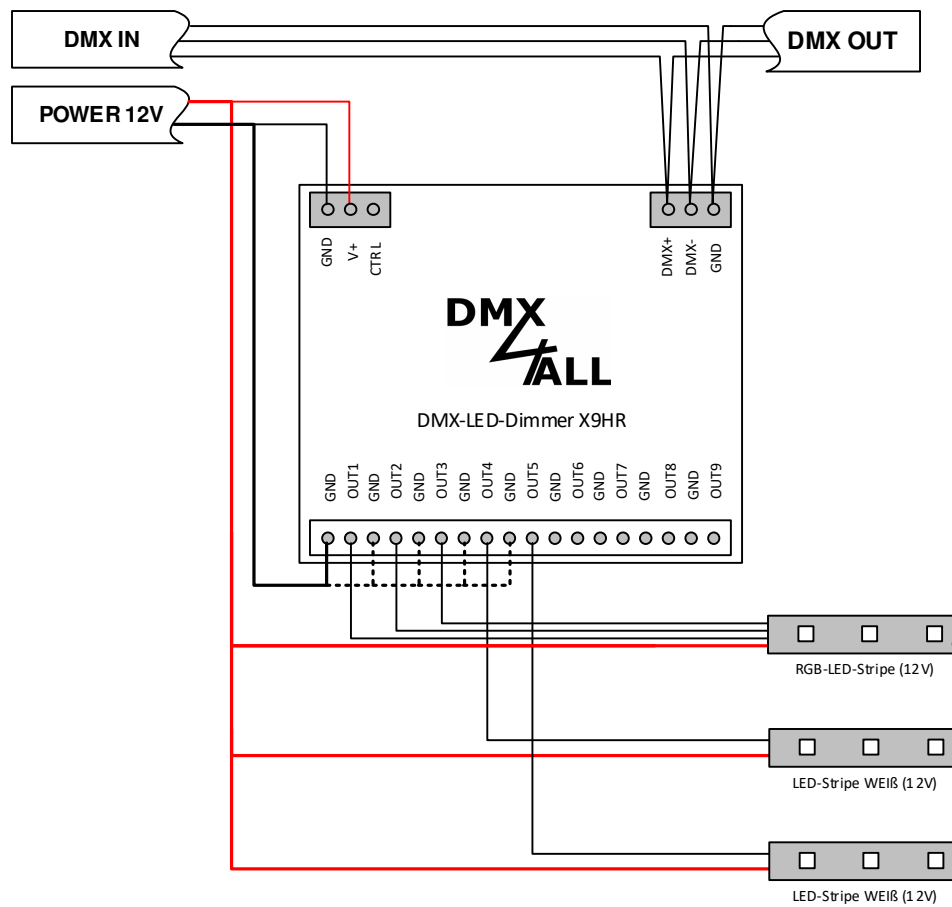 DMX IN
DMX OUT
POWER 12V
GND
V+
CTRL
DMX+
DMX-
GND
DMX
4ALL
DMX-LED-Dimmer X9HR
GND
OUT1
GND
OUT2
GND
OUT3
GND
OUT4
GND
OUT5
GND
OUT6
GND
OUT7
GND
OUT8
GND
OUT9
RGB-LED-Stripe (12V)
LED-Stripe WEIß (12V)
LED-Stripe WEIß (12V)